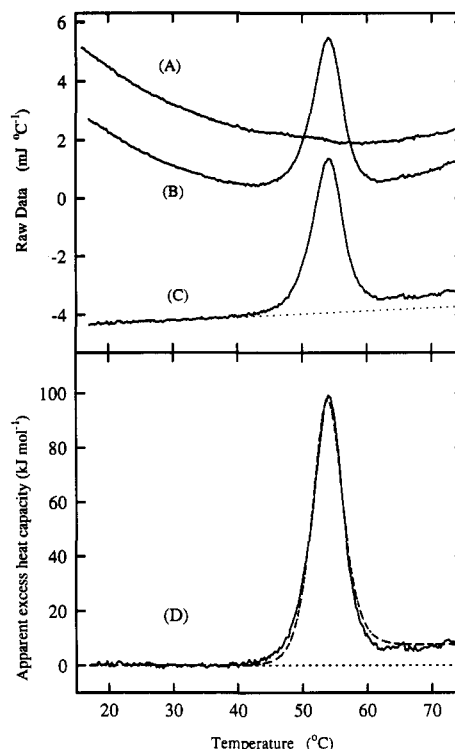 6
4
2
0
-2
-4
Raw Data (mJ °C⁻¹)
(A)
(B)
(C)
100
80
60
40
20
0
Apparent excess heat capacity (kJ mol⁻¹)
(D)
20 30 40 50 60 70
Temperature (°C)